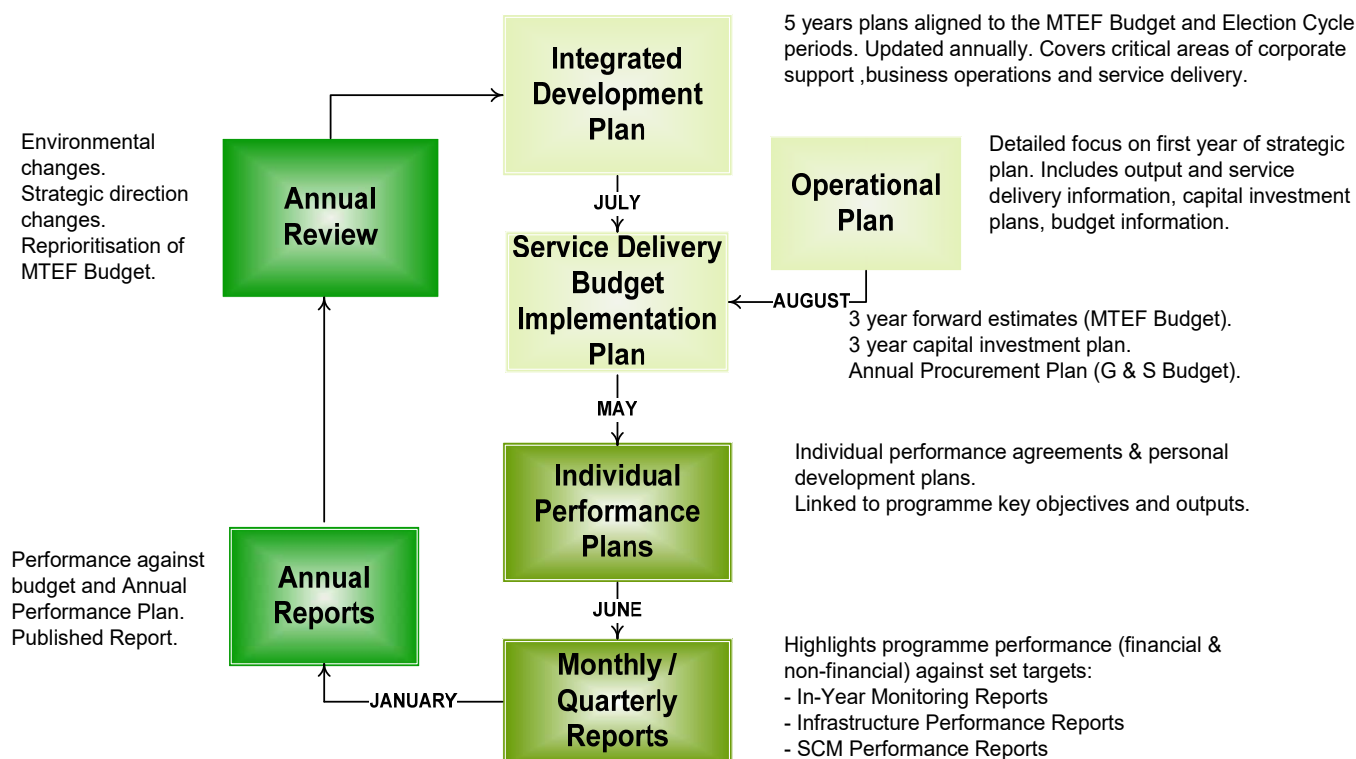 5 years plans aligned to the MTEF Budget and Election Cycle
periods. Updated annually. Covers critical areas of corporate
support ,business operations and service delivery.
Integrated
Development
Plan
Environmental
changes.
Strategic direction
changes.
Reprioritisation of
MTEF Budget.
Annual
Review
JULY
Operational
Plan
Detailed focus on first year of strategic
plan. Includes output and service
delivery information, capital investment
plans, budget information.
Service Delivery
Budget
Implementation
Plan
AUGUST
3 year forward estimates (MTEF Budget).
3 year capital investment plan.
Annual Procurement Plan (G & S Budget).
MAY
Individual
Performance
Plans
Individual performance agreements & personal
development plans.
Linked to programme key objectives and outputs.
Performance against
budget and Annual
Performance Plan.
Published Report.
Annual
Reports
JUNE
Monthly /
Quarterly
Reports
Highlights programme performance (financial &
non-financial) against set targets:
- In-Year Monitoring Reports
- Infrastructure Performance Reports
- SCM Performance Reports
JANUARY